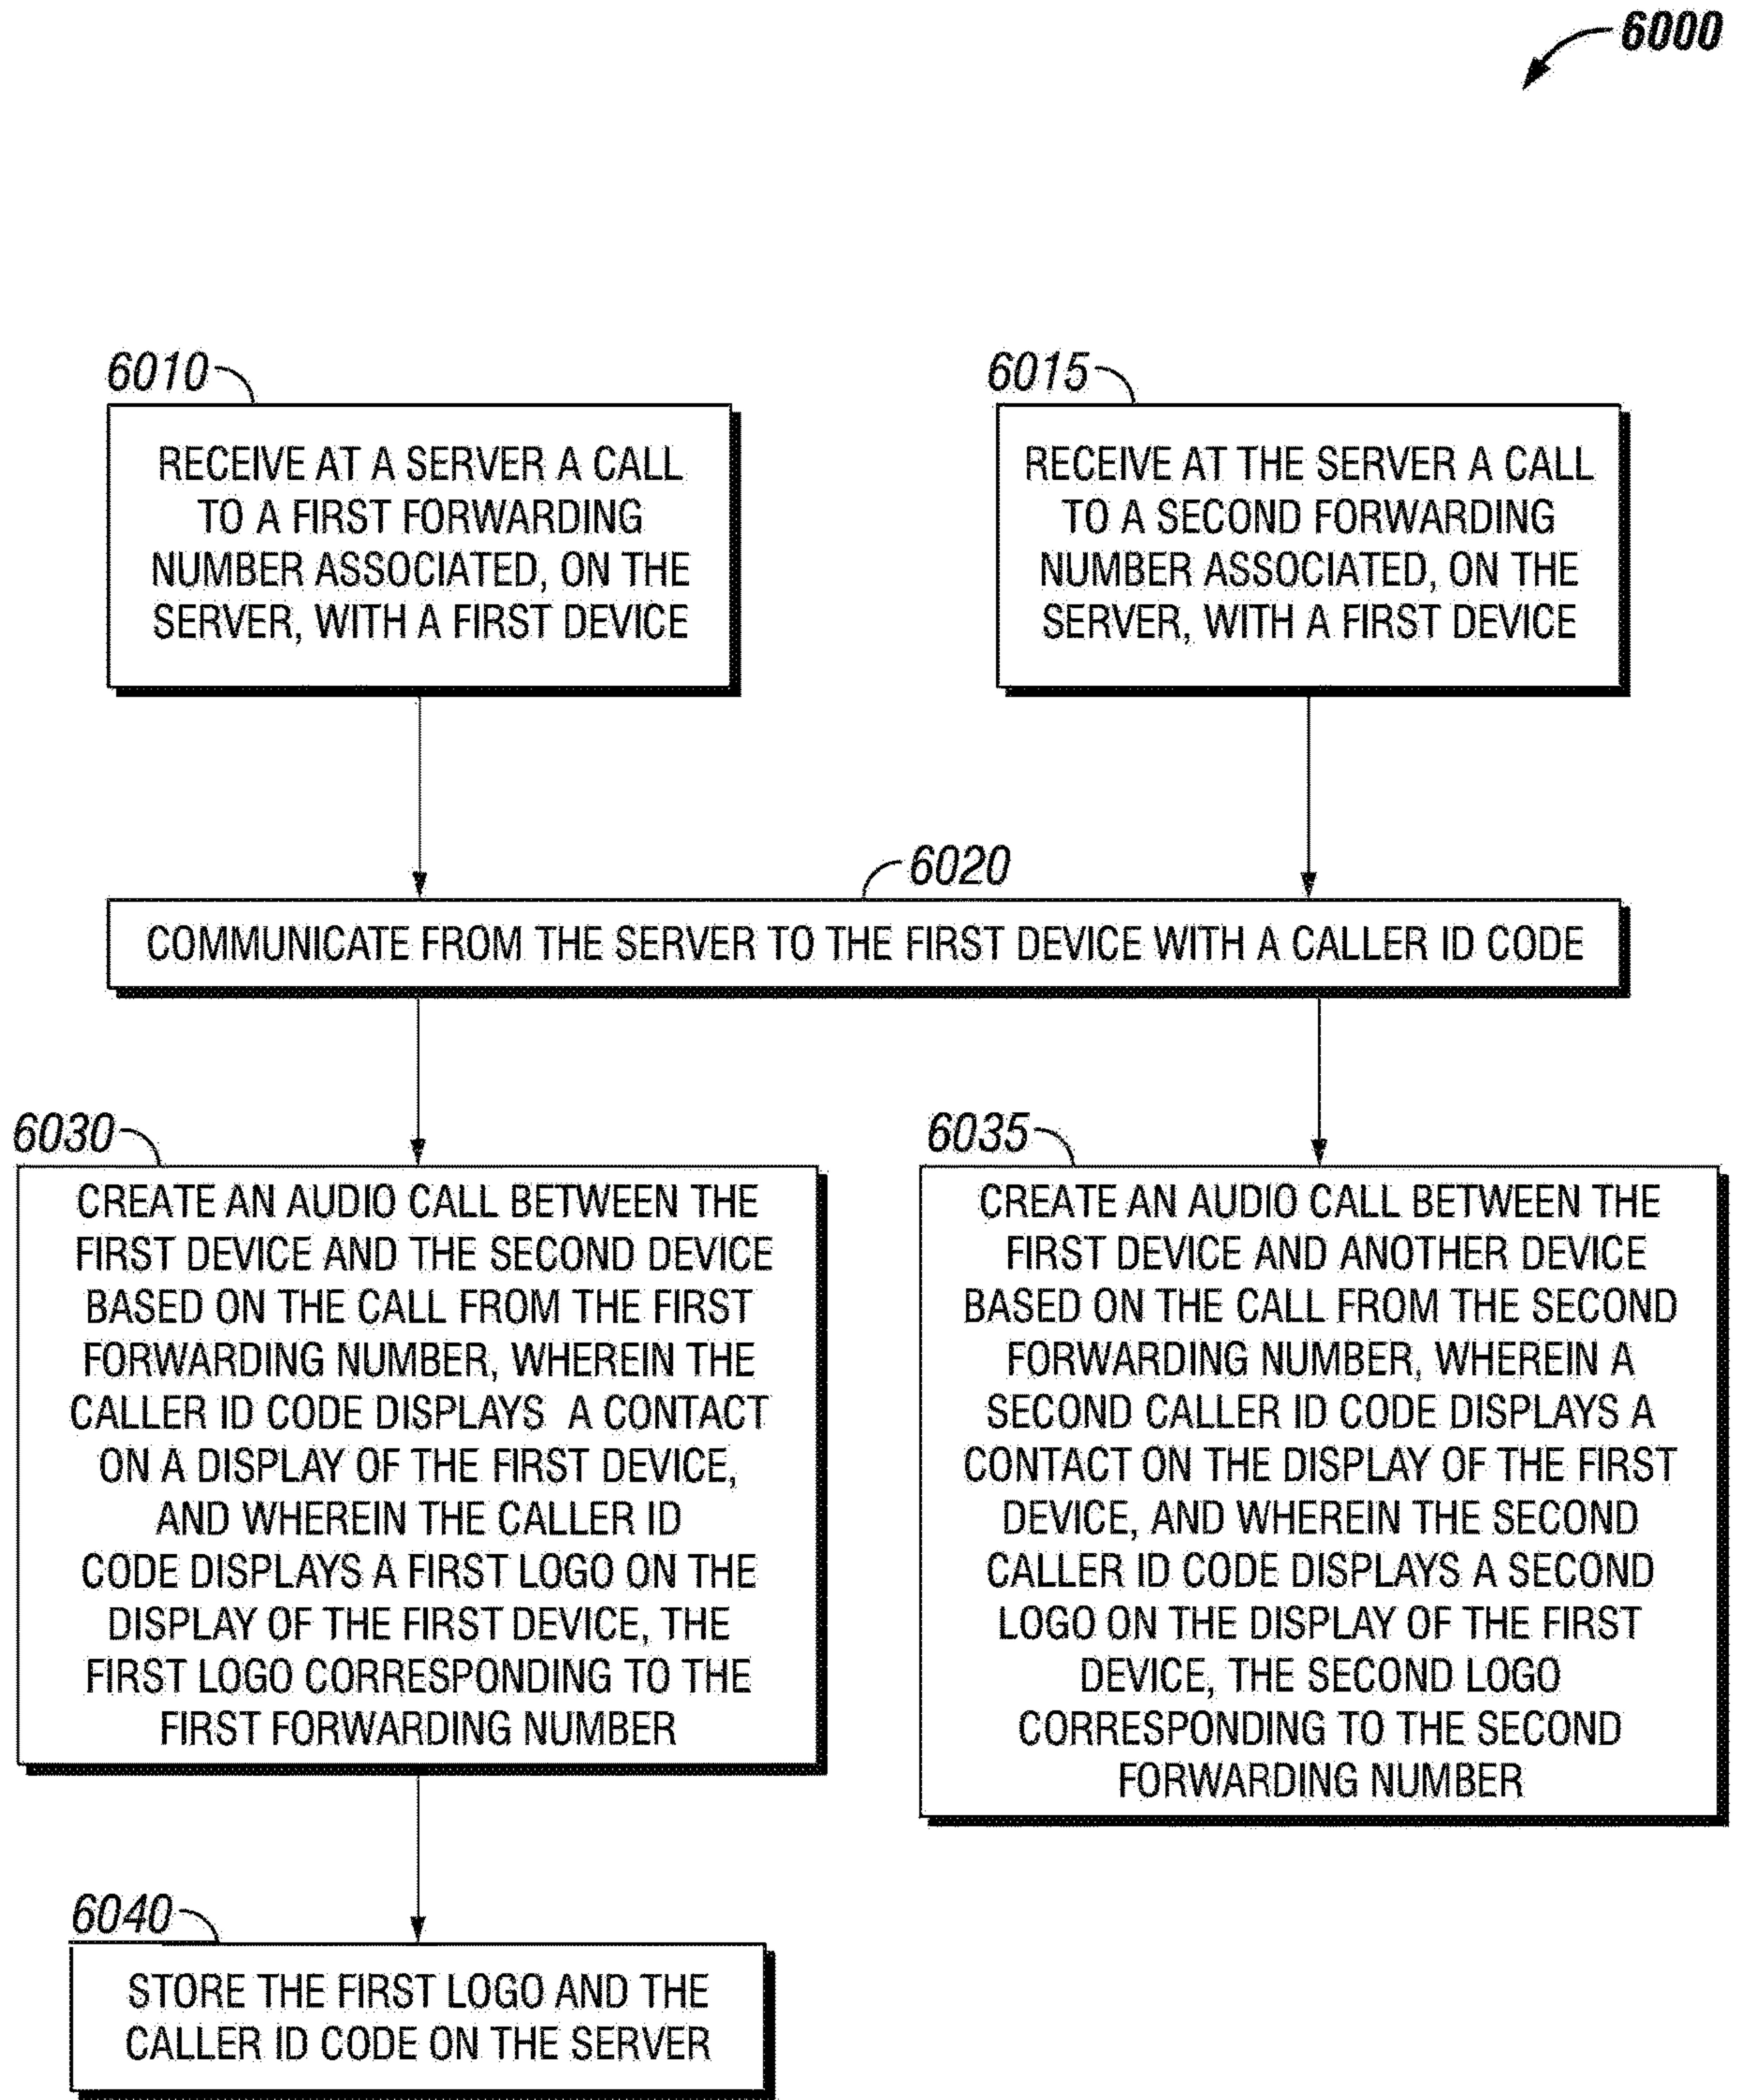 6000
6010
RECEIVE AT A SERVER A CALL
TO A FIRST FORWARDING
NUMBER ASSOCIATED, ON THE
SERVER, WITH A FIRST DEVICE
6015
RECEIVE AT THE SERVER A CALL
TO A SECOND FORWARDING
NUMBER ASSOCIATED, ON THE
SERVER, WITH A FIRST DEVICE
6020
COMMUNICATE FROM THE SERVER TO THE FIRST DEVICE WITH A CALLER ID CODE
6030
CREATE AN AUDIO CALL BETWEEN THE
FIRST DEVICE AND THE SECOND DEVICE
BASED ON THE CALL FROM THE FIRST
FORWARDING NUMBER, WHEREIN THE
CALLER ID CODE DISPLAYS A CONTACT
ON A DISPLAY OF THE FIRST DEVICE,
AND WHEREIN THE CALLER ID
CODE DISPLAYS A FIRST LOGO ON THE
DISPLAY OF THE FIRST DEVICE, THE
FIRST LOGO CORRESPONDING TO THE
FIRST FORWARDING NUMBER
6035
CREATE AN AUDIO CALL BETWEEN THE
FIRST DEVICE AND ANOTHER DEVICE
BASED ON THE CALL FROM THE SECOND
FORWARDING NUMBER, WHEREIN A
SECOND CALLER ID CODE DISPLAYS A
CONTACT ON THE DISPLAY OF THE FIRST
DEVICE, AND WHEREIN THE SECOND
CALLER ID CODE DISPLAYS A SECOND
LOGO ON THE DISPLAY OF THE FIRST
DEVICE, THE SECOND LOGO
CORRESPONDING TO THE SECOND
FORWARDING NUMBER
6040
STORE THE FIRST LOGO AND THE
CALLER ID CODE ON THE SERVER